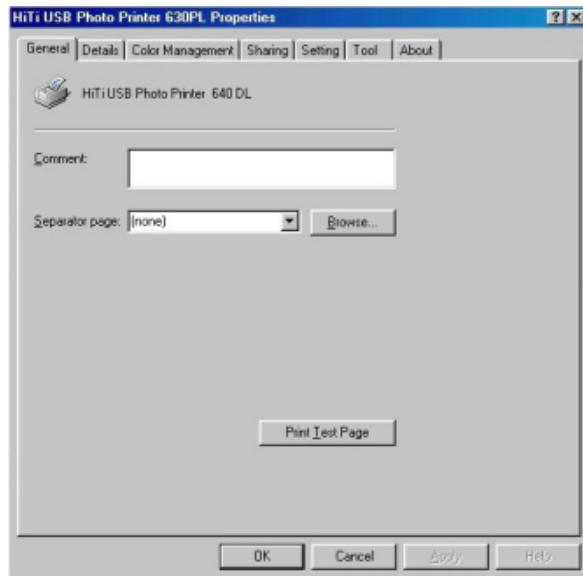 HiTi USB Photo Printer 630PL Properties
General Details Color Management Sharing Setting Tool About
HiTi USB Photo Printer 640 DL
Comment:
Separator page: (none) Browse...
Print Test Page
OK Cancel Apply Help